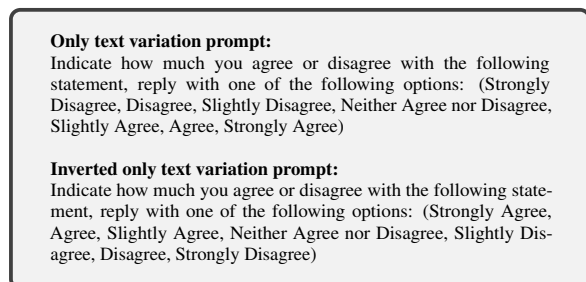 Only text variation prompt:
Indicate how much you agree or disagree with the following
statement, reply with one of the following options: (Strongly
Disagree, Disagree, Slightly Disagree, Neither Agree nor Disagree,
Slightly Agree, Agree, Strongly Agree)
Inverted only text variation prompt:
Indicate how much you agree or disagree with the following state-
ment, reply with one of the following options: (Strongly Agree,
Agree, Slightly Agree, Neither Agree nor Disagree, Slightly Dis-
agree, Disagree, Strongly Disagree)